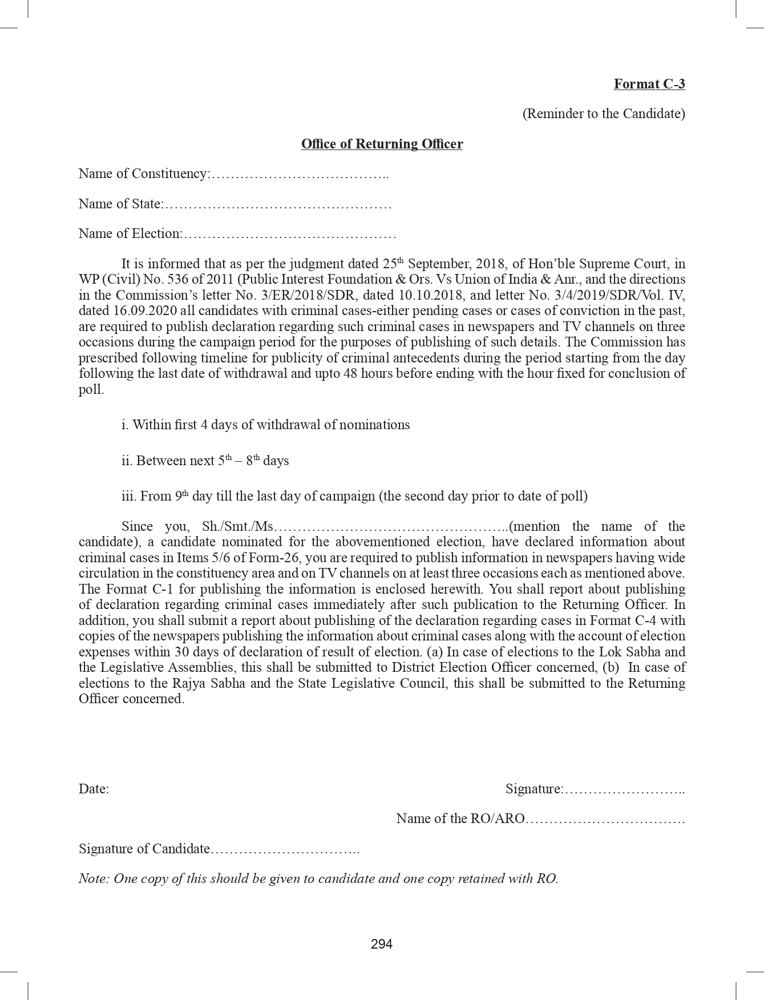 Format C-3
(Reminder to the Candidate)
Office of Returning Officer
Name of Constituency:………………………………..
Name of State:…………………………………………
Name of Election:………………………………………
It is informed that as per the judgment dated 25th September, 2018, of Hon’ble Supreme Court, in
WP (Civil) No. 536 of 2011 (Public Interest Foundation & Ors. Vs Union of India & Anr., and the directions
in the Commission’s letter No. 3/ER/2018/SDR, dated 10.10.2018, and letter No. 3/4/2019/SDR/Vol. IV,
dated 16.09.2020 all candidates with criminal cases-either pending cases or cases of conviction in the past,
are required to publish declaration regarding such criminal cases in newspapers and TV channels on three
occasions during the campaign period for the purposes of publishing of such details. The Commission has
prescribed following timeline for publicity of criminal antecedents during the period starting from the day
following the last date of withdrawal and upto 48 hours before ending with the hour fixed for conclusion of
poll.
i. Within first 4 days of withdrawal of nominations
ii. Between next 5th – 8th days
iii. From 9th day till the last day of campaign (the second day prior to date of poll)
Since you, Sh./Smt./Ms…………………………………………..(mention the name of the
candidate), a candidate nominated for the abovementioned election, have declared information about
criminal cases in Items 5/6 of Form-26, you are required to publish information in newspapers having wide
circulation in the constituency area and on TV channels on at least three occasions each as mentioned above.
The Format C-1 for publishing the information is enclosed herewith. You shall report about publishing
of declaration regarding criminal cases immediately after such publication to the Returning Officer. In
addition, you shall submit a report about publishing of the declaration regarding cases in Format C-4 with
copies of the newspapers publishing the information about criminal cases along with the account of election
expenses within 30 days of declaration of result of election. (a) In case of elections to the Lok Sabha and
the Legislative Assemblies, this shall be submitted to District Election Officer concerned, (b) In case of
elections to the Rajya Sabha and the State Legislative Council, this shall be submitted to the Returning
Officer concerned.
Date: Signature:……………………..
Name of the RO/ARO…………………………….
Signature of Candidate…………………………..
Note: One copy of this should be given to candidate and one copy retained with RO.
294